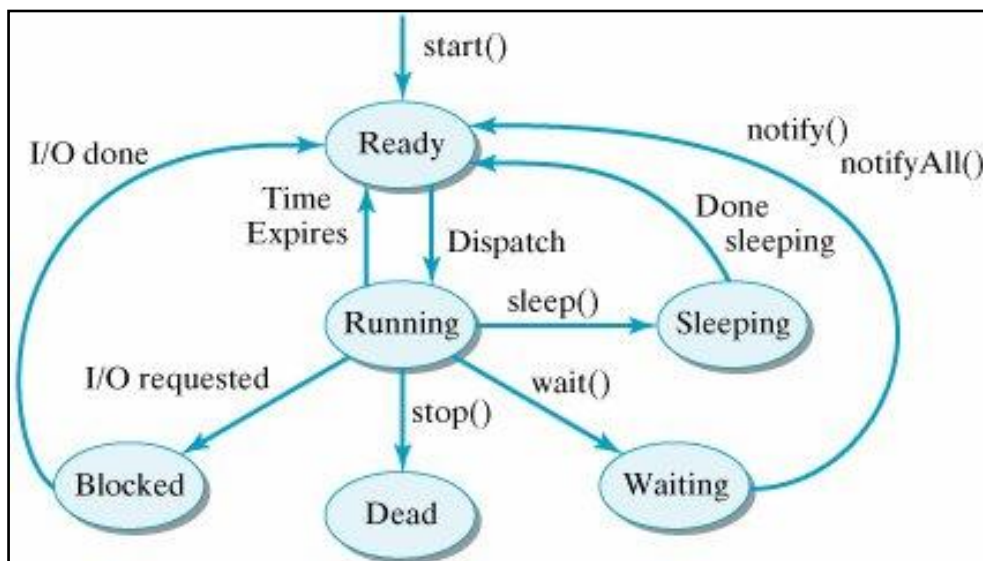 start()
Ready
notify()
notifyAll()
I/O done
Time
Expires
Dispatch
Done
sleeping
Running
sleep()
Sleeping
I/O requested
stop()
wait()
Blocked
Dead
Waiting